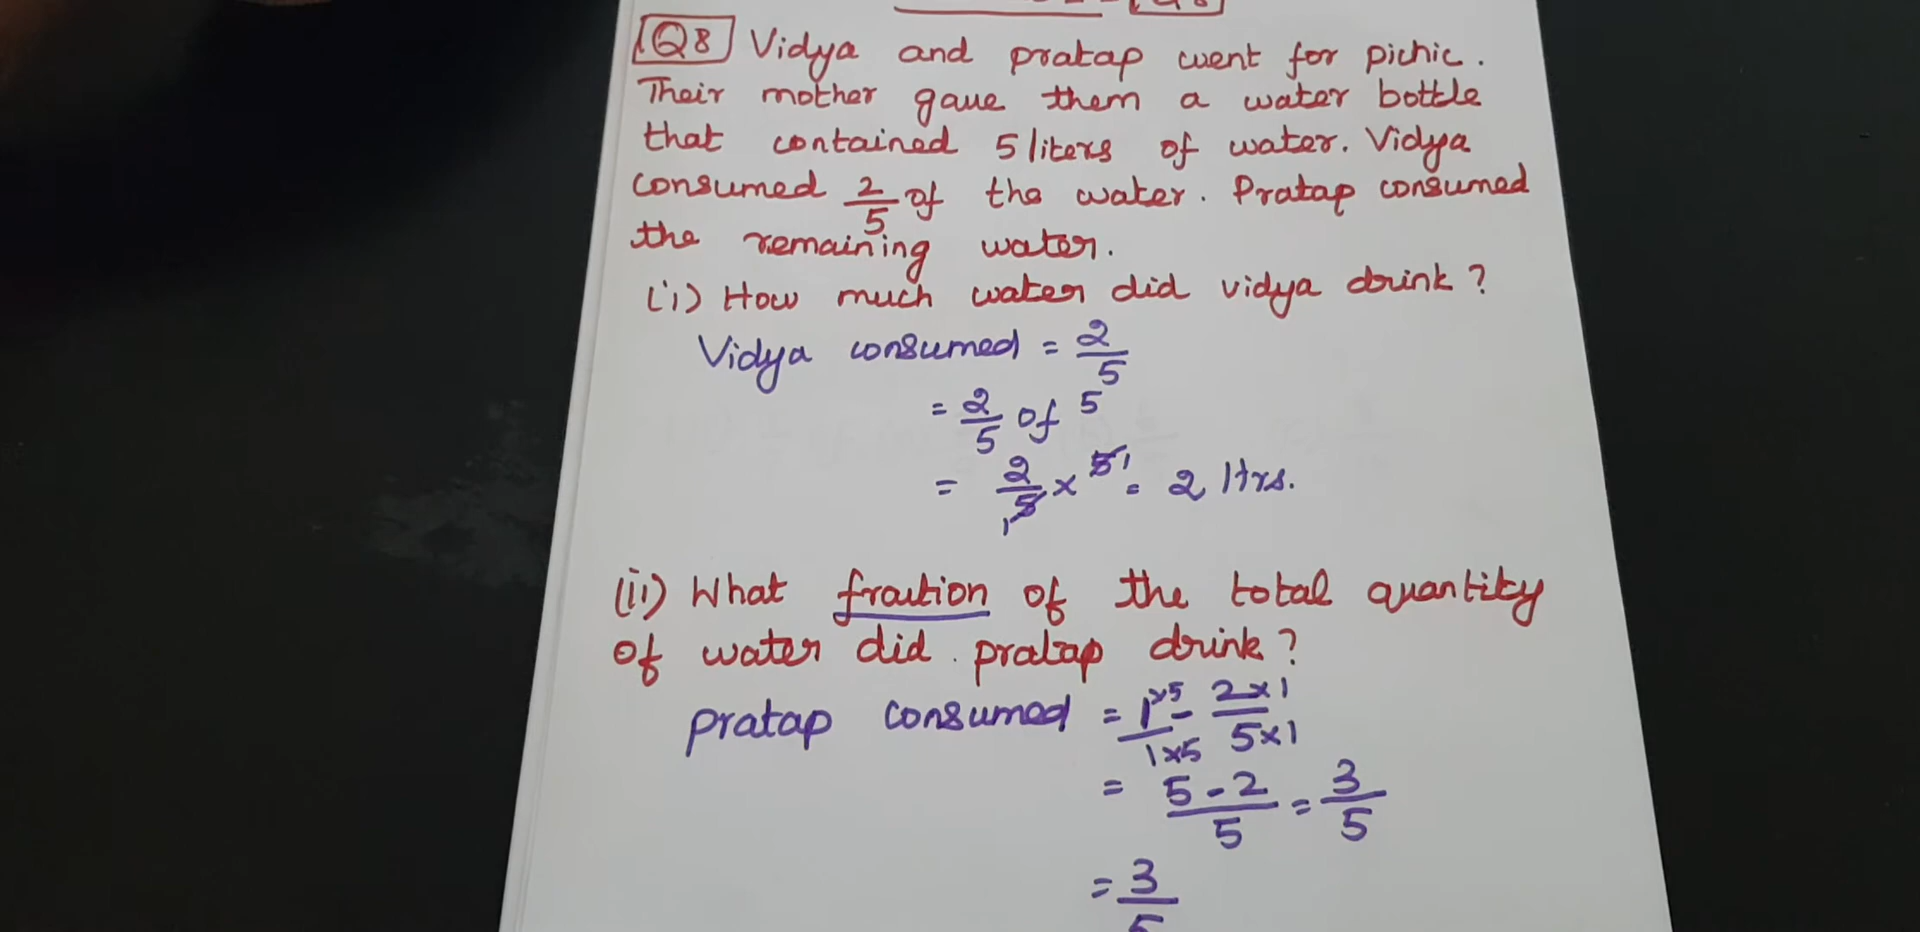 Q8 Vidya and pratap went for pichic.
Their mother gave them a water bottle
that contained 5 liters of water. Vidya
consumed 2/5 of the water. Pratap consumed
the remaining water.
(i) How much water did vidya drink?
Vidya consumed = 2/5
= 2/5 of 5
= 2/5 1 × 5 1 = 2 ltrs.
(ii) What fraction of the total quantity
of water did pratap drink?
Pratap consumed = 1×5/1×5 - 2×1/5×1
= 5-2/5 = 3/5
= 3/5